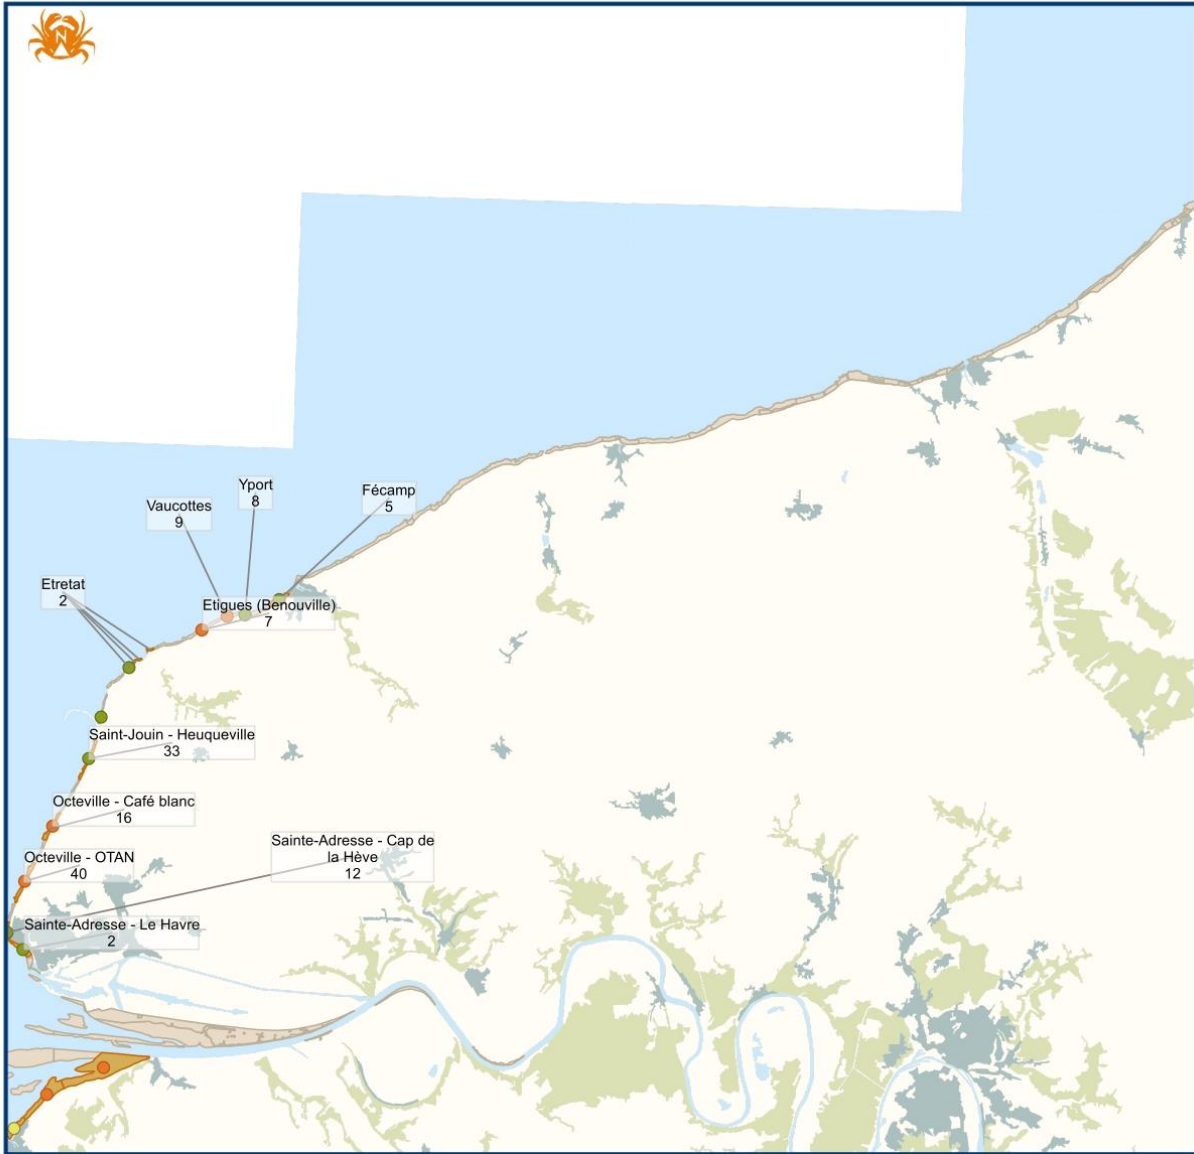 N
Yport
8
Fécamp
5
Vaucottes
9
Etretat
2
Etigues (Benouville)
7
Saint-Jouin - Heuqueville
33
Octeville - Café blanc
16
Sainte-Adresse - Cap de
la Hève
12
Octeville - OTAN
40
Sainte-Adresse - Le Havre
2